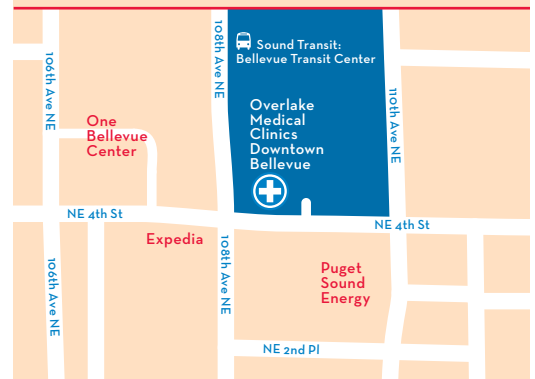 108th Ave NE
Sound Transit:
Bellevue Transit Center
106th Ave NE
110th Ave NE
Overlake
Medical
Clinics
Downtown
Bellevue
One
Bellevue
Center
NE 4th St
NE 4th St
Expedia
108th Ave NE
106th Ave NE
Puget
Sound
Energy
NE 2nd Pl